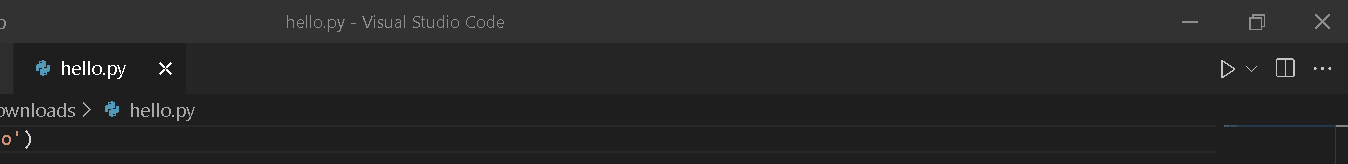 hello.py - Visual Studio Code
hello.py
ownloads > hello.py
o')